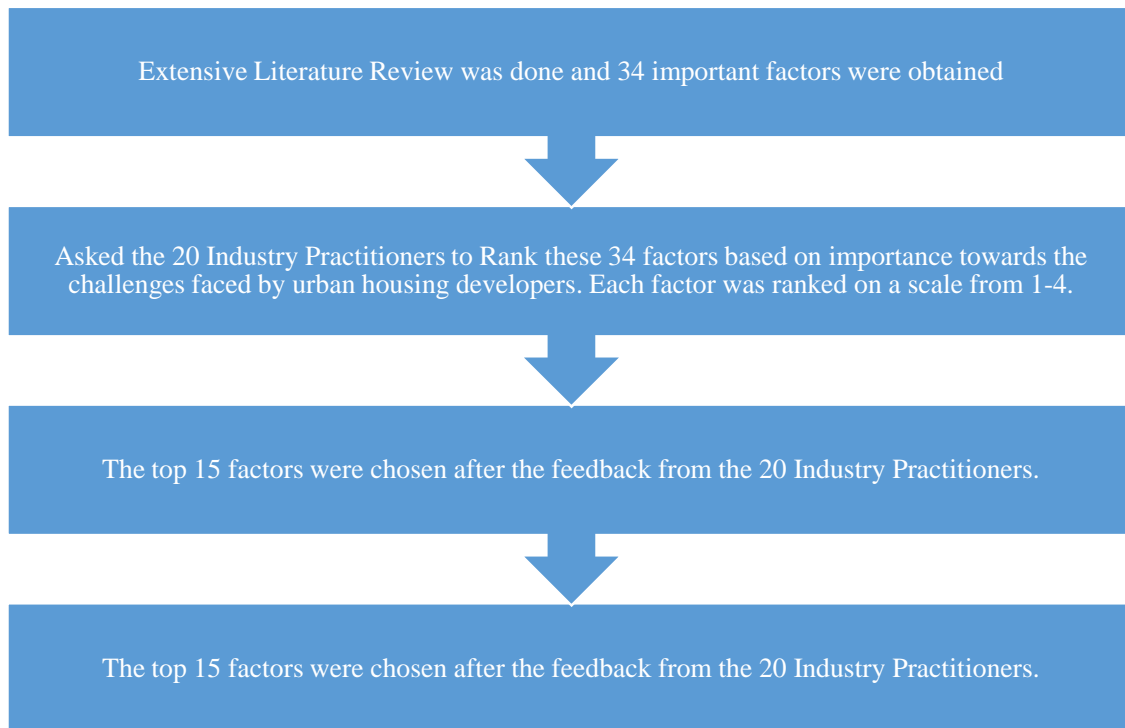 Extensive Literature Review was done and 34 important factors were obtained
Asked the 20 Industry Practitioners to Rank these 34 factors based on importance towards the
challenges faced by urban housing developers. Each factor was ranked on a scale from 1-4.
The top 15 factors were chosen after the feedback from the 20 Industry Practitioners.
The top 15 factors were chosen after the feedback from the 20 Industry Practitioners.